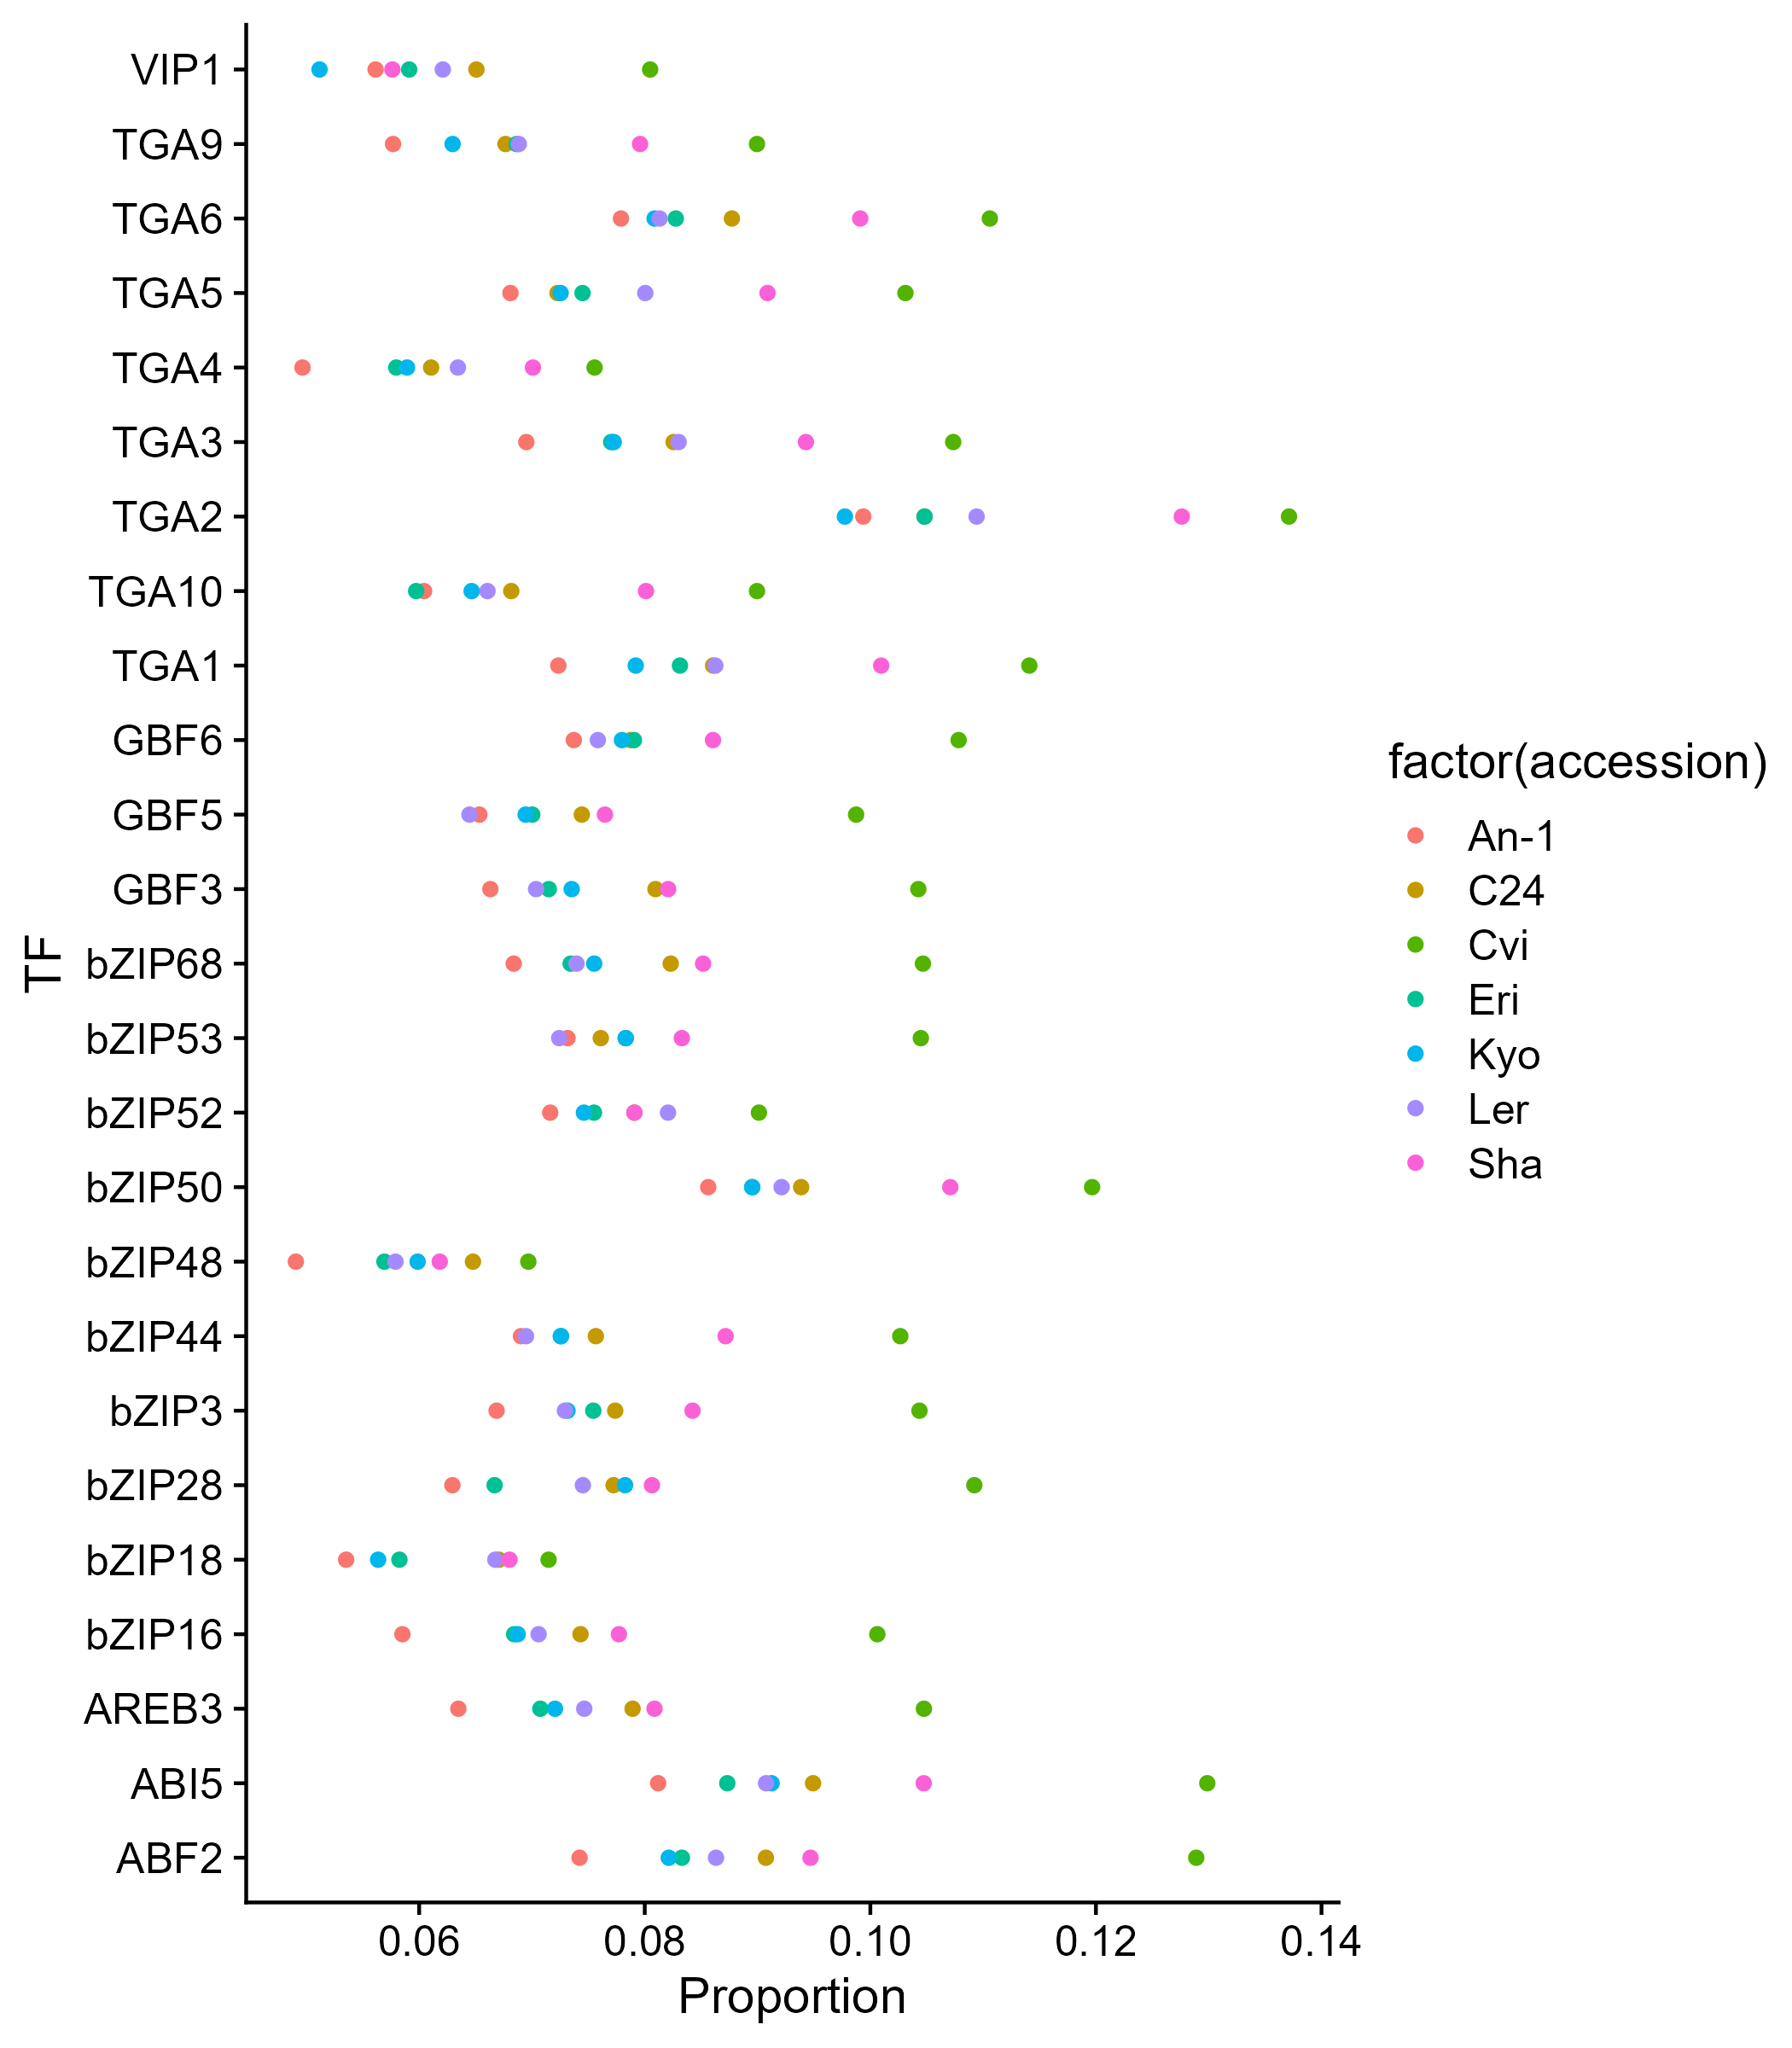 VIP1
TGA9
TGA6
TGA5
TGA4
TGA3
TGA2
TGA10
TGA1
GBF6
GBF5
GBF3
bZIP68
bZIP53
bZIP52
bZIP50
bZIP48
bZIP44
bZIP3
bZIP28
bZIP18
bZIP16
AREB3
ABI5
ABF2
TF
0.06 0.08 0.10 0.12 0.14
Proportion
factor(accession)
An-1
C24
Cvi
Eri
Kyo
Ler
Sha